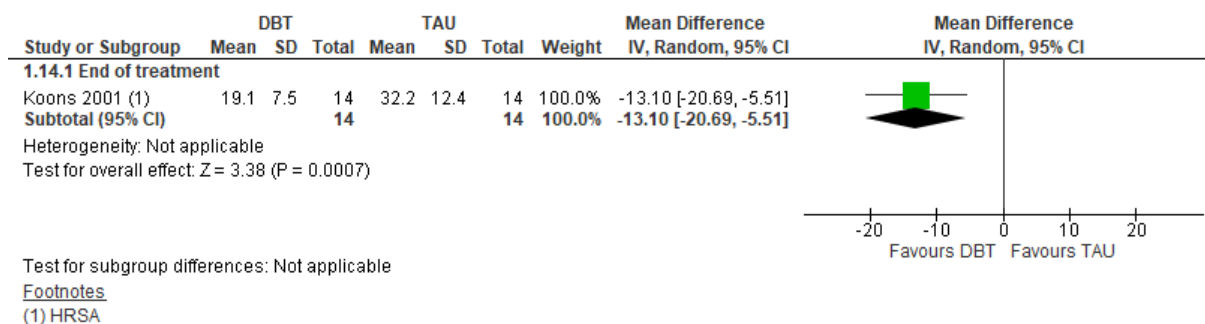 DBT TAU Mean Difference Mean Difference
Study or Subgroup Mean SD Total Mean SD Total Weight IV, Random, 95% CI IV, Random, 95% CI
1.14.1 End of treatment
Koons 2001 (1) 19.1 7.5 14 32.2 12.4 14 100.0% -13.10 [-20.69, -5.51]
Subtotal (95% CI) 14 14 100.0% -13.10 [-20.69, -5.51]
Heterogeneity: Not applicable
Test for overall effect: Z = 3.38 (P = 0.0007)
-20 -10 0 10 20
Favours DBT Favours TAU
Test for subgroup differences: Not applicable
Footnotes
(1) HRSA